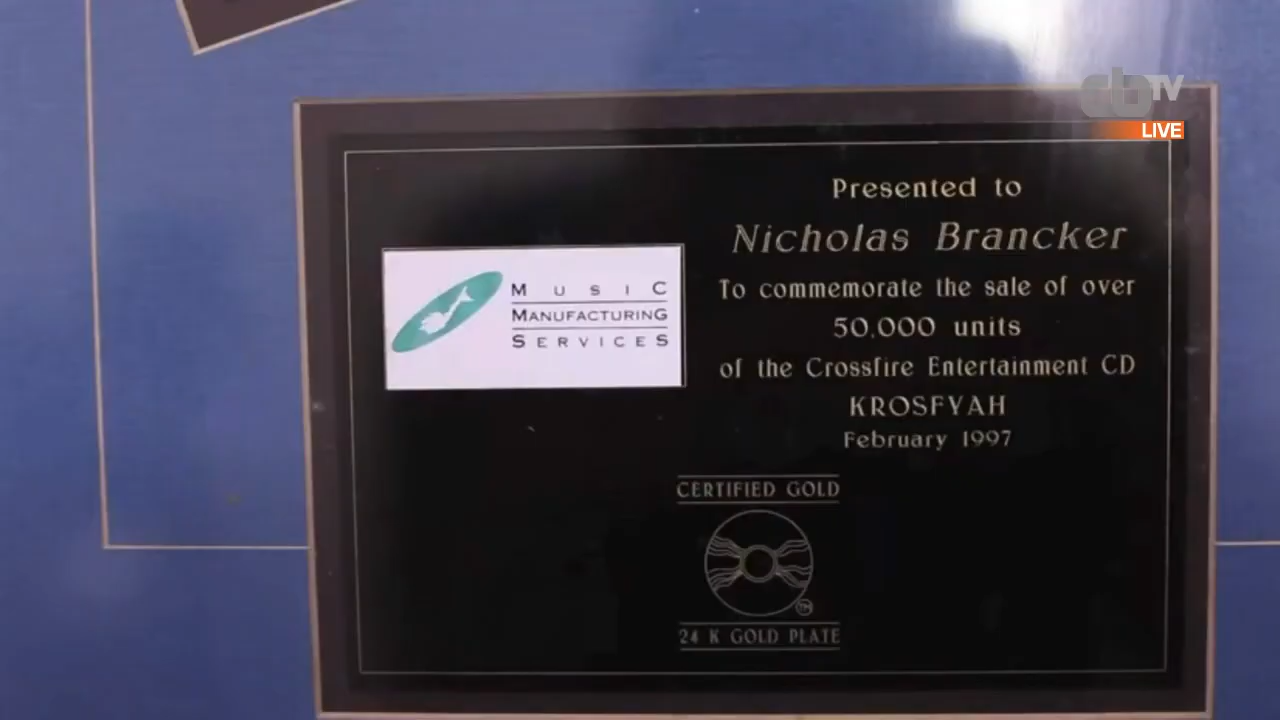 cbTV
LIVE
Presented to
Nicholas Brancker
To commemorate the sale of over
50,000 units
of the Crossfire Entertainment CD
KROSFYAH
February 1997
MUSIC
MANUFACTURING
SERVICES
CERTIFIED GOLD
TM
24 K GOLD PLATE